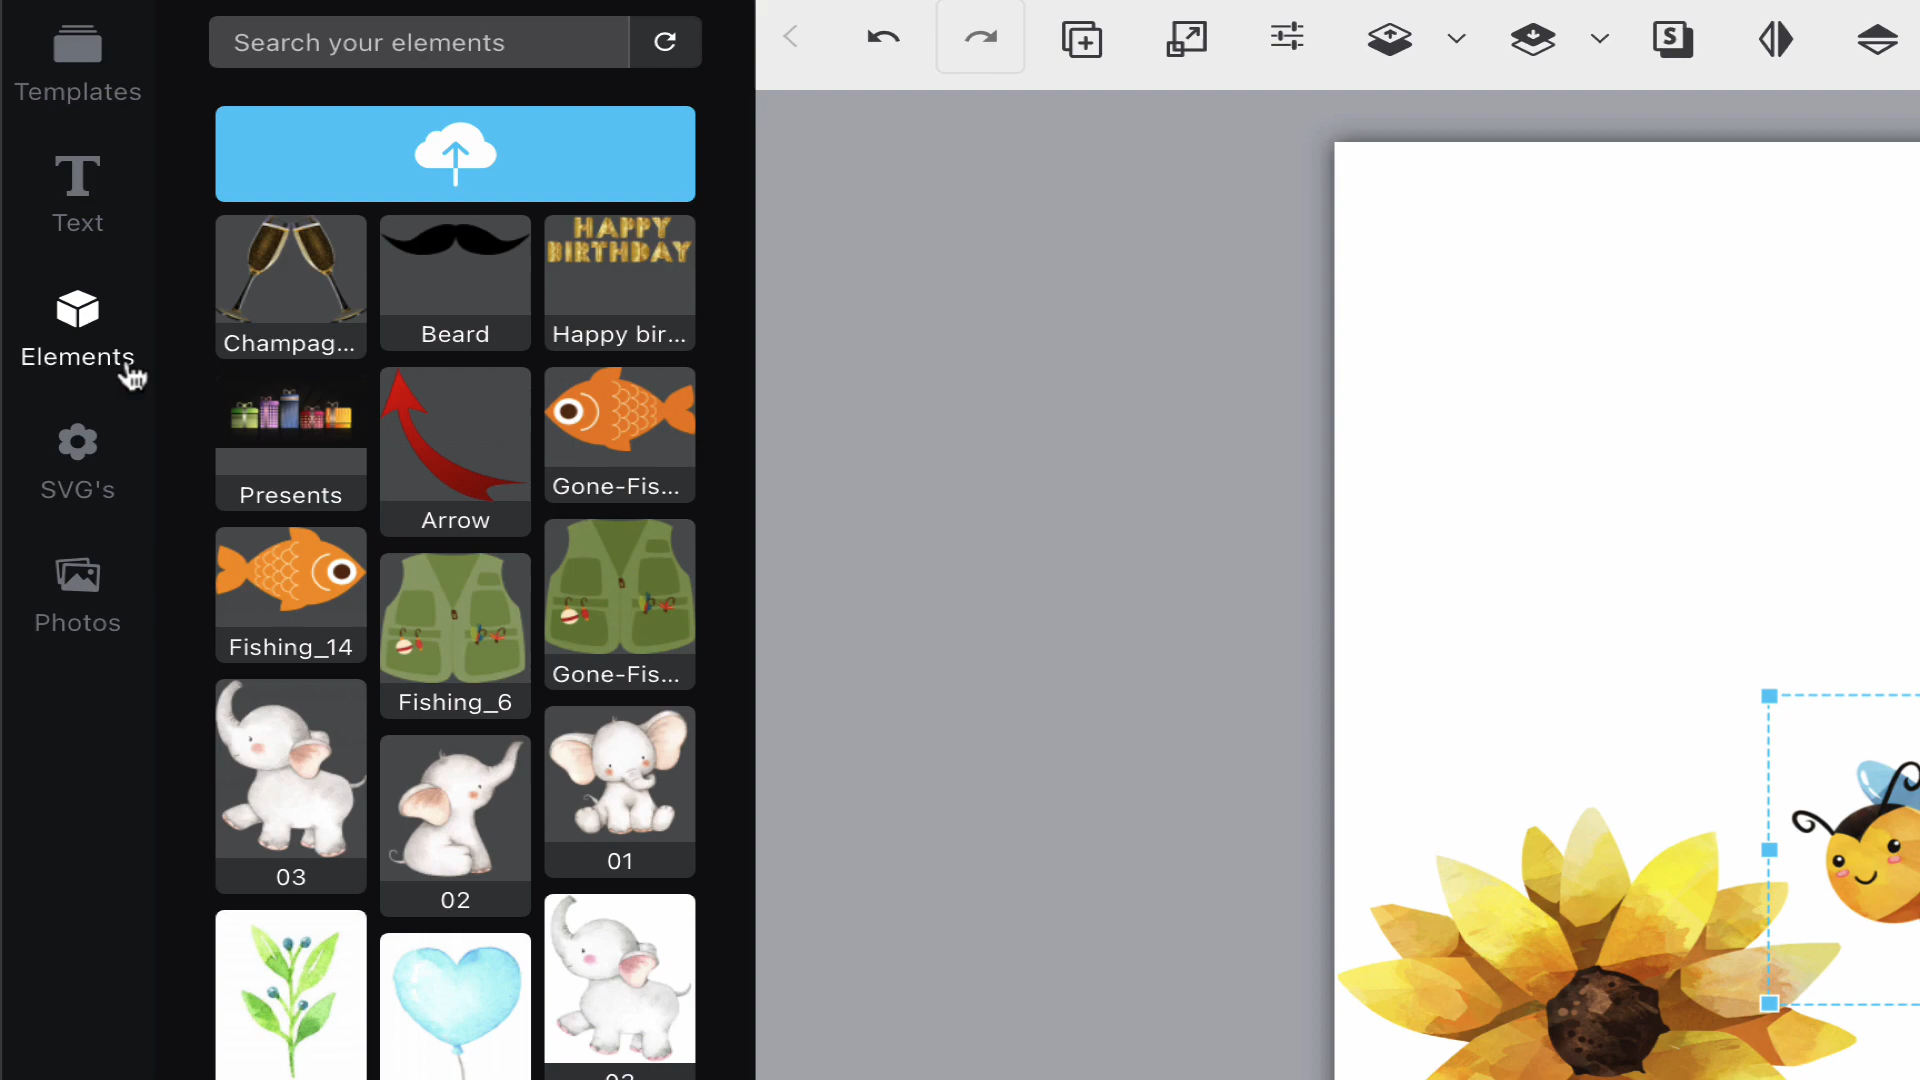 Templates
Text
Elements
SVG's
Photos
Search your elements
Champag...
Beard
HAPPY
BIRTHDAY
Happy bir...
Presents
Arrow
Gone-Fis...
Fishing_14
Fishing_6
Gone-Fis...
03
02
01
S